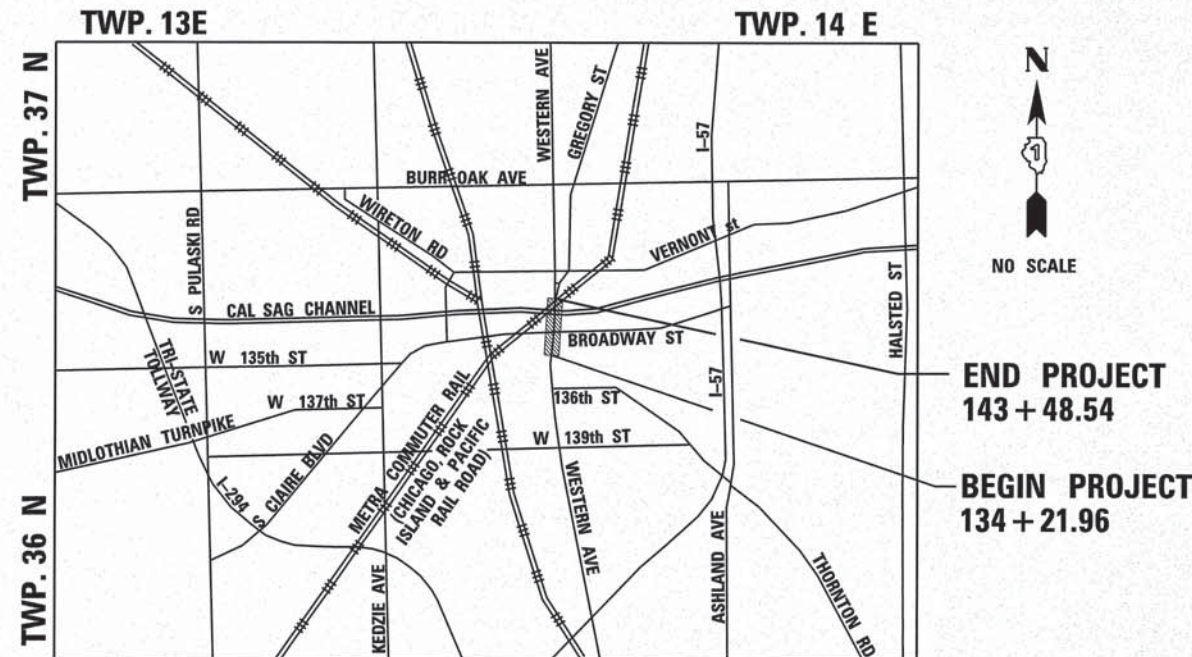 TWP. 13E
TWP. 14 E
TWP. 37 N
TWP. 36 N
N
1
NO SCALE
WESTERN AVE
GREGORY ST
I-57
BURR OAK AVE
S PULASKI RD
WIRETON RD
VERNONT st
HALSTED ST
CAL SAG CHANNEL
BROADWAY ST
TRI-STATE
TOLLWAY
W 135th ST
I-57
W 137th ST
136th ST
MIDLOTHIAN TURNPIKE
W 139th ST
I-294
S CIAIRE BLVD
METRA COMMUTER RAIL
(CHICAGO, ROCK
ISLAND & PACIFIC
RAIL ROAD)
WESTERN AVE
KEDZIE AVE
ASHLAND AVE
THORNTON RD
END PROJECT
143 + 48.54
BEGIN PROJECT
134 + 21.96